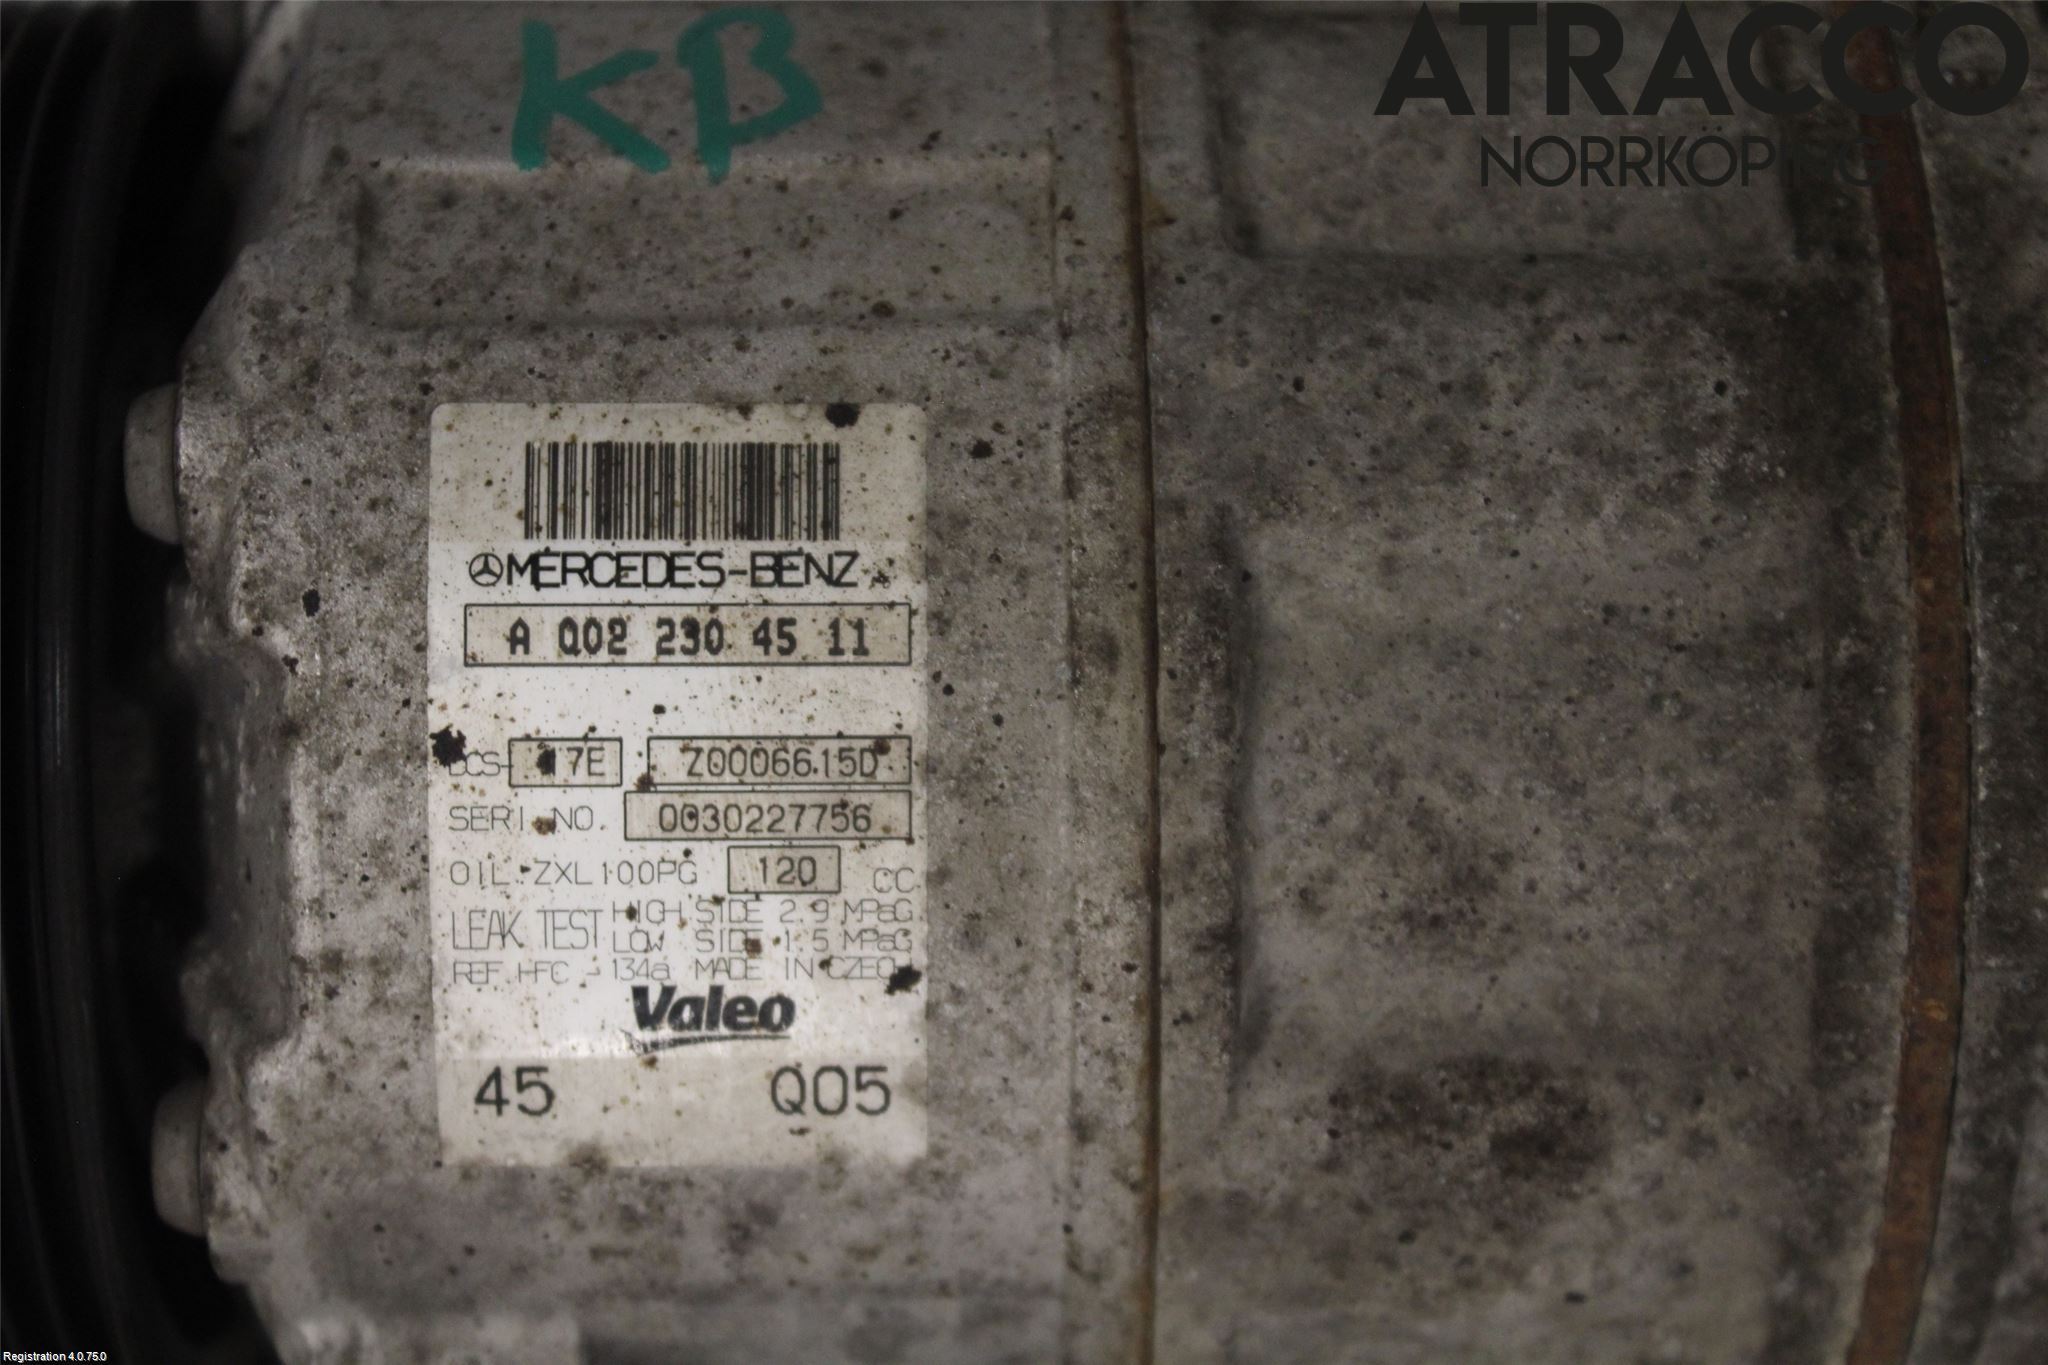 KB
ATRACCO
NORRKÖPING
MERCEDES-BENZ
A 002 230 45 11
DCS- 17E Z0006615D
SERI. NO. 0030227756
OIL ZXL100PG 120 CC
LEAK TEST HIGH SIDE 2.9 MPaG
LOW SIDE 1.5 MPaG
REF. HFC - 134a MADE IN CZECH
Valeo
45 Q05
Registration 4.0.75.0